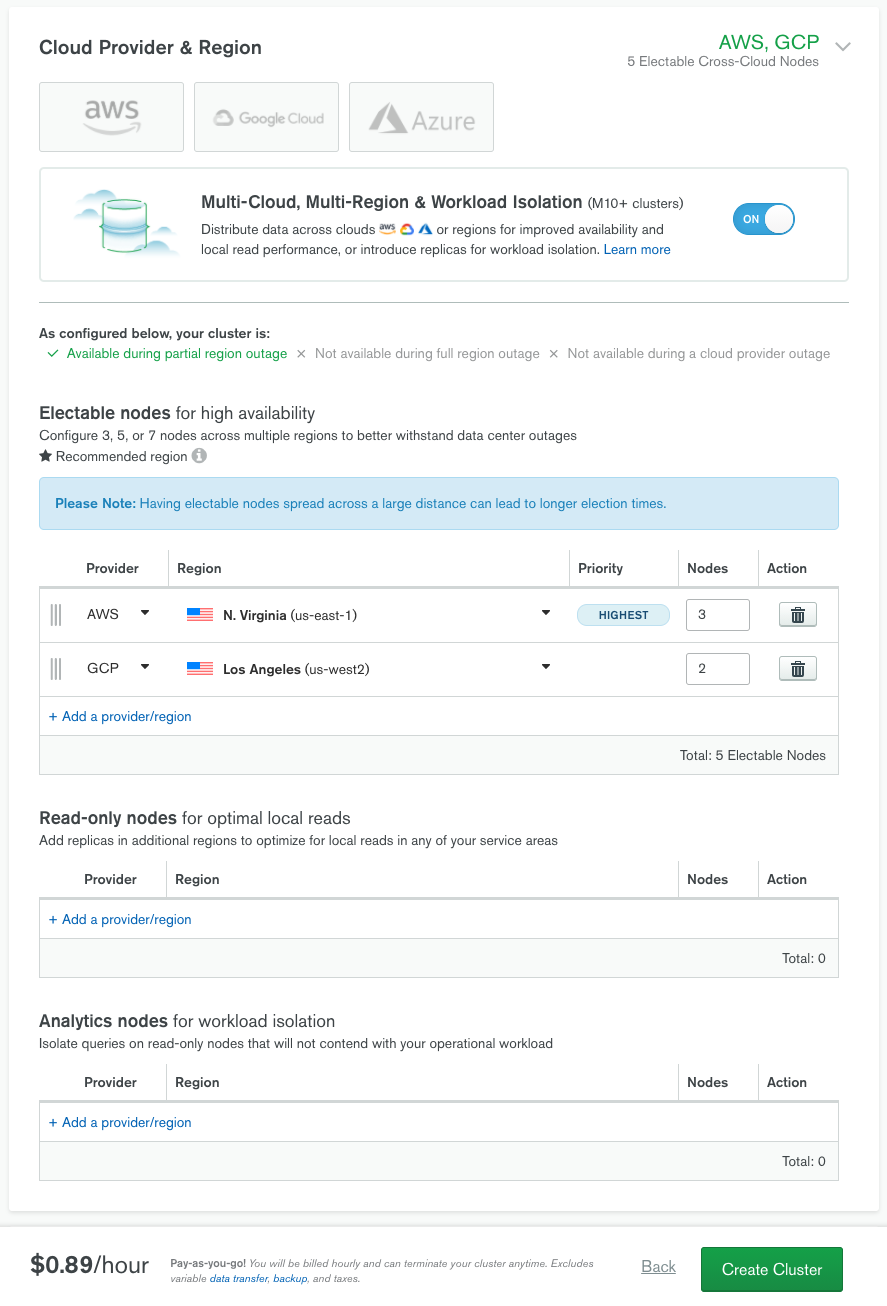 Cloud Provider & Region
AWS, GCP
5 Electable Cross-Cloud Nodes
aws
Google Cloud
Azure
Multi-Cloud, Multi-Region & Workload Isolation (M10+ clusters)
Distribute data across clouds aws or regions for improved availability and
local read performance, or introduce replicas for workload isolation. Learn more
ON
As configured below, your cluster is:
✓ Available during partial region outage × Not available during full region outage × Not available during a cloud provider outage
Electable nodes for high availability
Configure 3, 5, or 7 nodes across multiple regions to better withstand data center outages
★ Recommended region i
Please Note: Having electable nodes spread across a large distance can lead to longer election times.
Provider Region Priority Nodes Action
AWS N. Virginia (us-east-1) HIGHEST 3
GCP Los Angeles (us-west2) 2
+ Add a provider/region
Total: 5 Electable Nodes
Read-only nodes for optimal local reads
Add replicas in additional regions to optimize for local reads in any of your service areas
Provider Region Nodes Action
+ Add a provider/region
Total: 0
Analytics nodes for workload isolation
Isolate queries on read-only nodes that will not contend with your operational workload
Provider Region Nodes Action
+ Add a provider/region
Total: 0
$0.89/hour
Pay-as-you-go! You will be billed hourly and can terminate your cluster anytime. Excludes
variable data transfer, backup, and taxes.
Back
Create Cluster